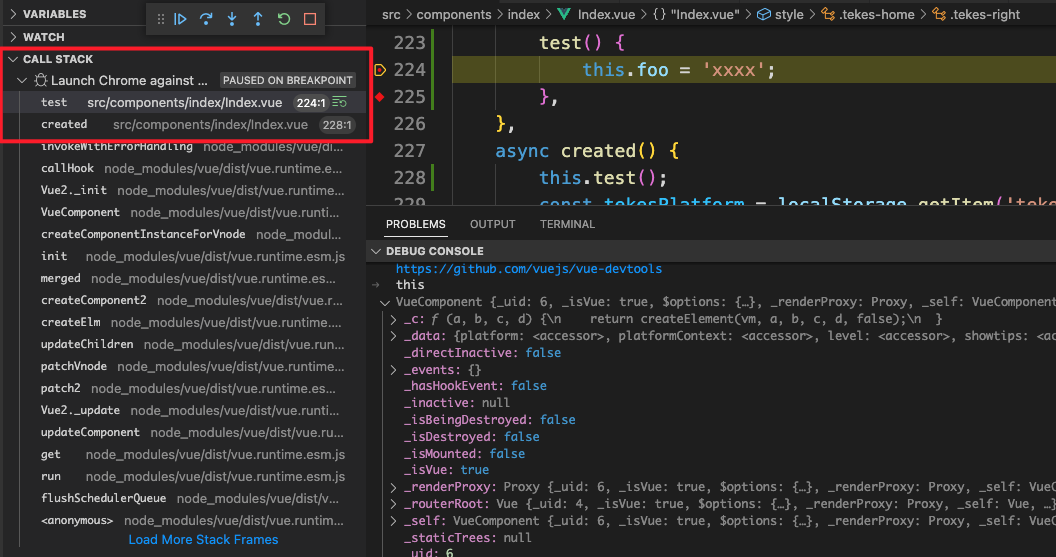 VARIABLES
WATCH
CALL STACK
Launch Chrome against ... PAUSED ON BREAKPOINT
test src/components/index/Index.vue 224:1
created src/components/index/Index.vue 228:1
invokeWithErrorHandling node_modules/vue/di...
callHook node_modules/vue/dist/vue.runtime.e...
Vue2._init node_modules/vue/dist/vue.runtime...
VueComponent node_modules/vue/dist/vue.runti...
createComponentInstanceForVnode node_modul...
init node_modules/vue/dist/vue.runtime.esm.js
merged node_modules/vue/dist/vue.runtime.es...
createComponent2 node_modules/vue/dist/vue.r...
createElm node_modules/vue/dist/vue.runtime....
updateChildren node_modules/vue/dist/vue.runt...
patchVnode node_modules/vue/dist/vue.runtime...
patch2 node_modules/vue/dist/vue.runtime.es...
Vue2._update node_modules/vue/dist/vue.runti...
updateComponent node_modules/vue/dist/vue.ru...
get node_modules/vue/dist/vue.runtime.esm.js
run node_modules/vue/dist/vue.runtime.esm.js
flushSchedulerQueue node_modules/vue/dist/v...
<anonymous> node_modules/vue/dist/vue.runtim...
Load More Stack Frames
src > components > index > Index.vue > {} "Index.vue" > style > .tekes-home > .tekes-right
223 test() {
224 this.foo = 'xxxx';
225 },
226 },
227 async created() {
228 this.test();
229 const tekesPlatform = localStorage.getItem('teke
PROBLEMS OUTPUT TERMINAL
DEBUG CONSOLE
https://github.com/vuejs/vue-devtools
this
VueComponent {_uid: 6, _isVue: true, $options: {…}, _renderProxy: Proxy, _self: VueComponent
_c: ƒ (a, b, c, d) {\n    return createElement(vm, a, b, c, d, false);\n  }
_data: {platform: <accessor>, platformContext: <accessor>, level: <accessor>, showtips: <ac
_directInactive: false
_events: {}
_hasHookEvent: false
_inactive: null
_isBeingDestroyed: false
_isDestroyed: false
_isMounted: false
_isVue: true
_renderProxy: Proxy {_uid: 6, _isVue: true, $options: {…}, _renderProxy: Proxy, _self: VueC
_routerRoot: Vue {_uid: 4, _isVue: true, $options: {…}, _renderProxy: Proxy, _self: Vue, …}
_self: VueComponent {_uid: 6, _isVue: true, $options: {…}, _renderProxy: Proxy, _self: VueC
_staticTrees: null
_uid: 6